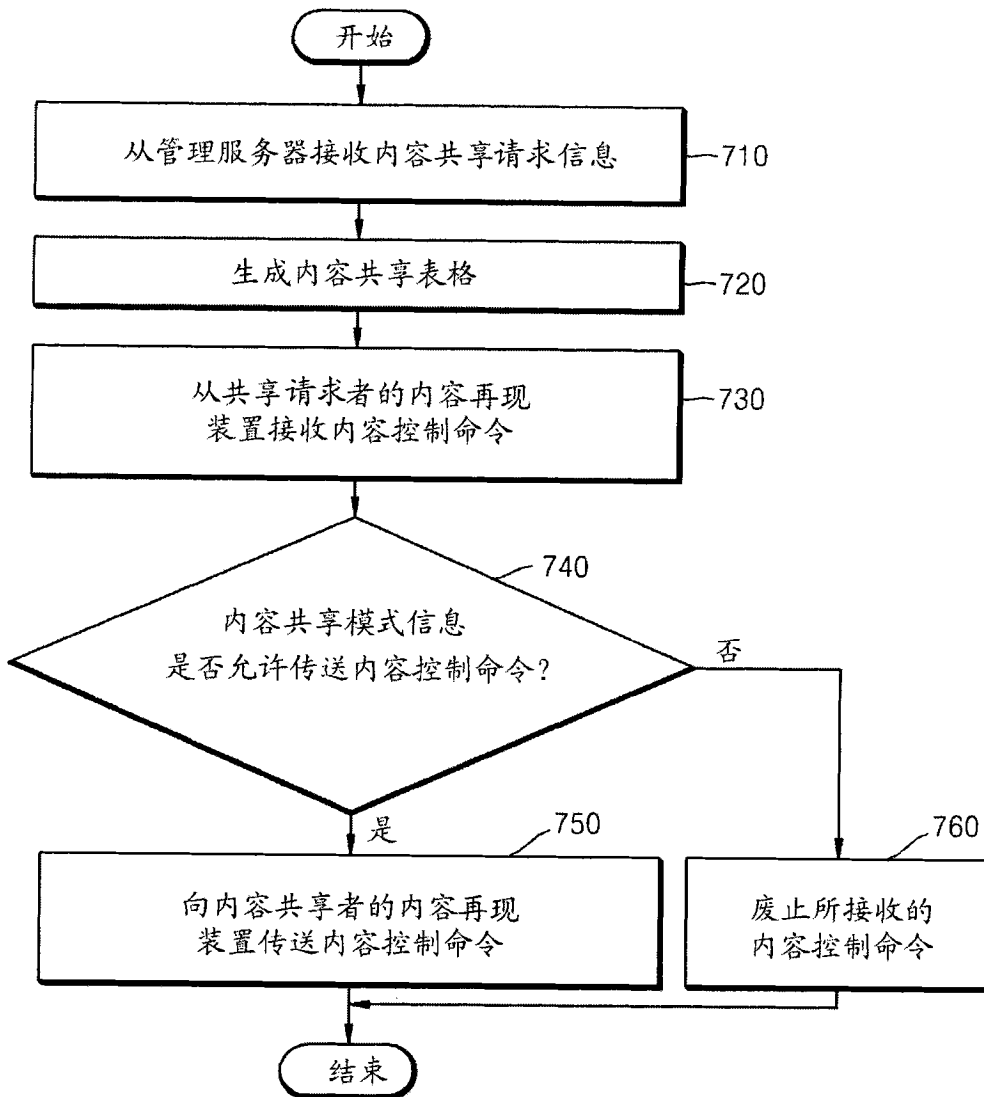 开始
从管理服务器接收内容共享请求信息
710
生成内容共享表格
720
从共享请求者的内容再现
装置接收内容控制命令
730
740
内容共享模式信息
是否允许传送内容控制命令?
否
是
750
760
向内容共享者的内容再现
装置传送内容控制命令
废止所接收的
内容控制命令
结束